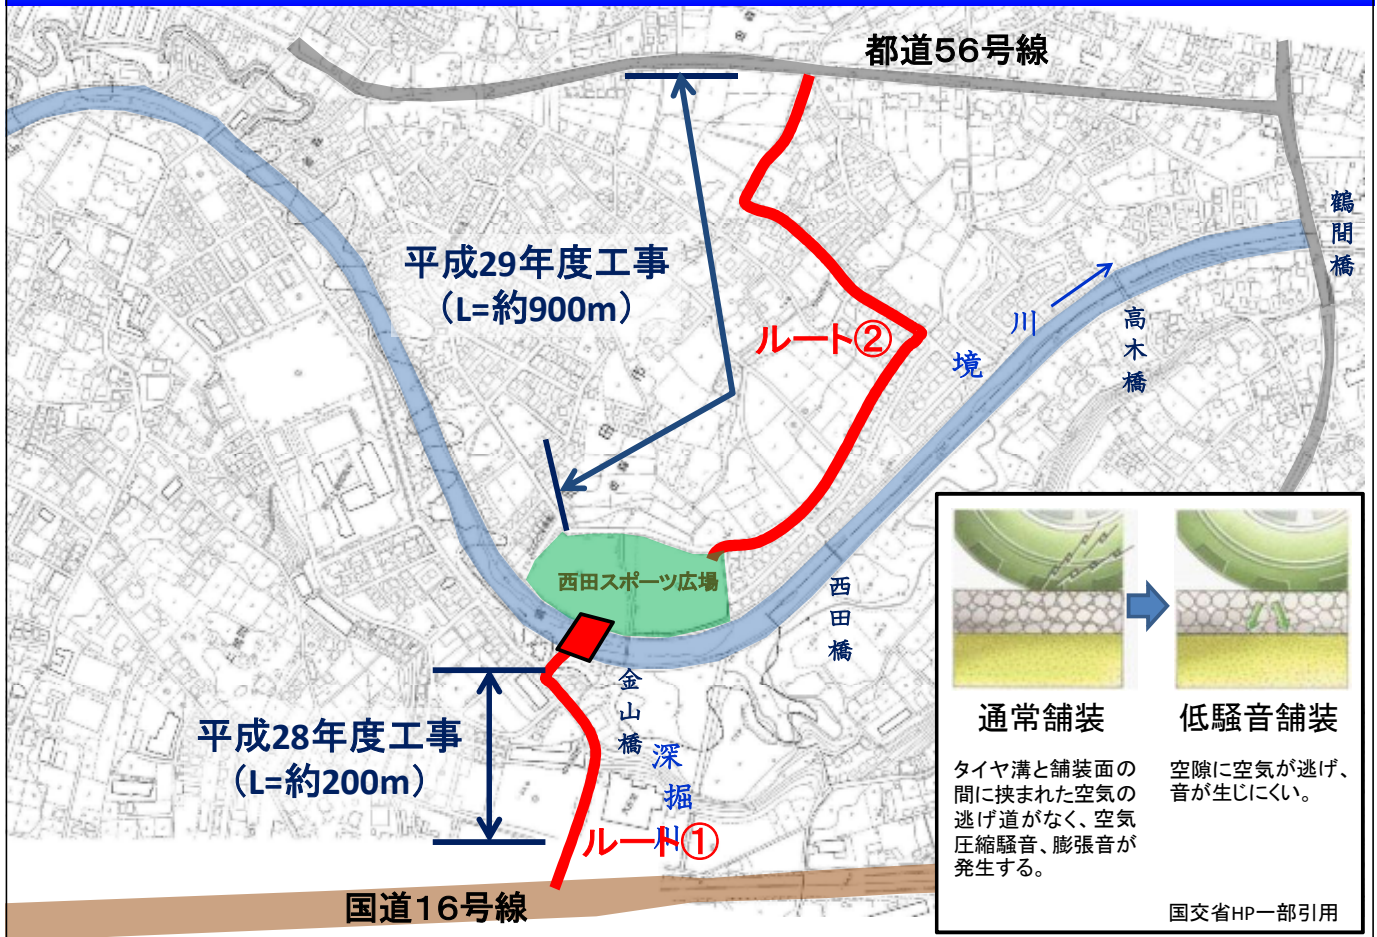 都道56号線
鶴間橋
平成29年度工事
（L=約900m）
ルート②
境川
高木橋
西田スポーツ広場
西田橋
金山橋
平成28年度工事
（L=約200m）
深堀川
ルート①
国道16号線
通常舗装
低騒音舗装
タイヤ溝と舗装面の
間に挟まれた空気の
逃げ道がなく、空気
圧縮騒音、膨張音が
発生する。
空隙に空気が逃げ、
音が生じにくい。
国交省HP一部引用